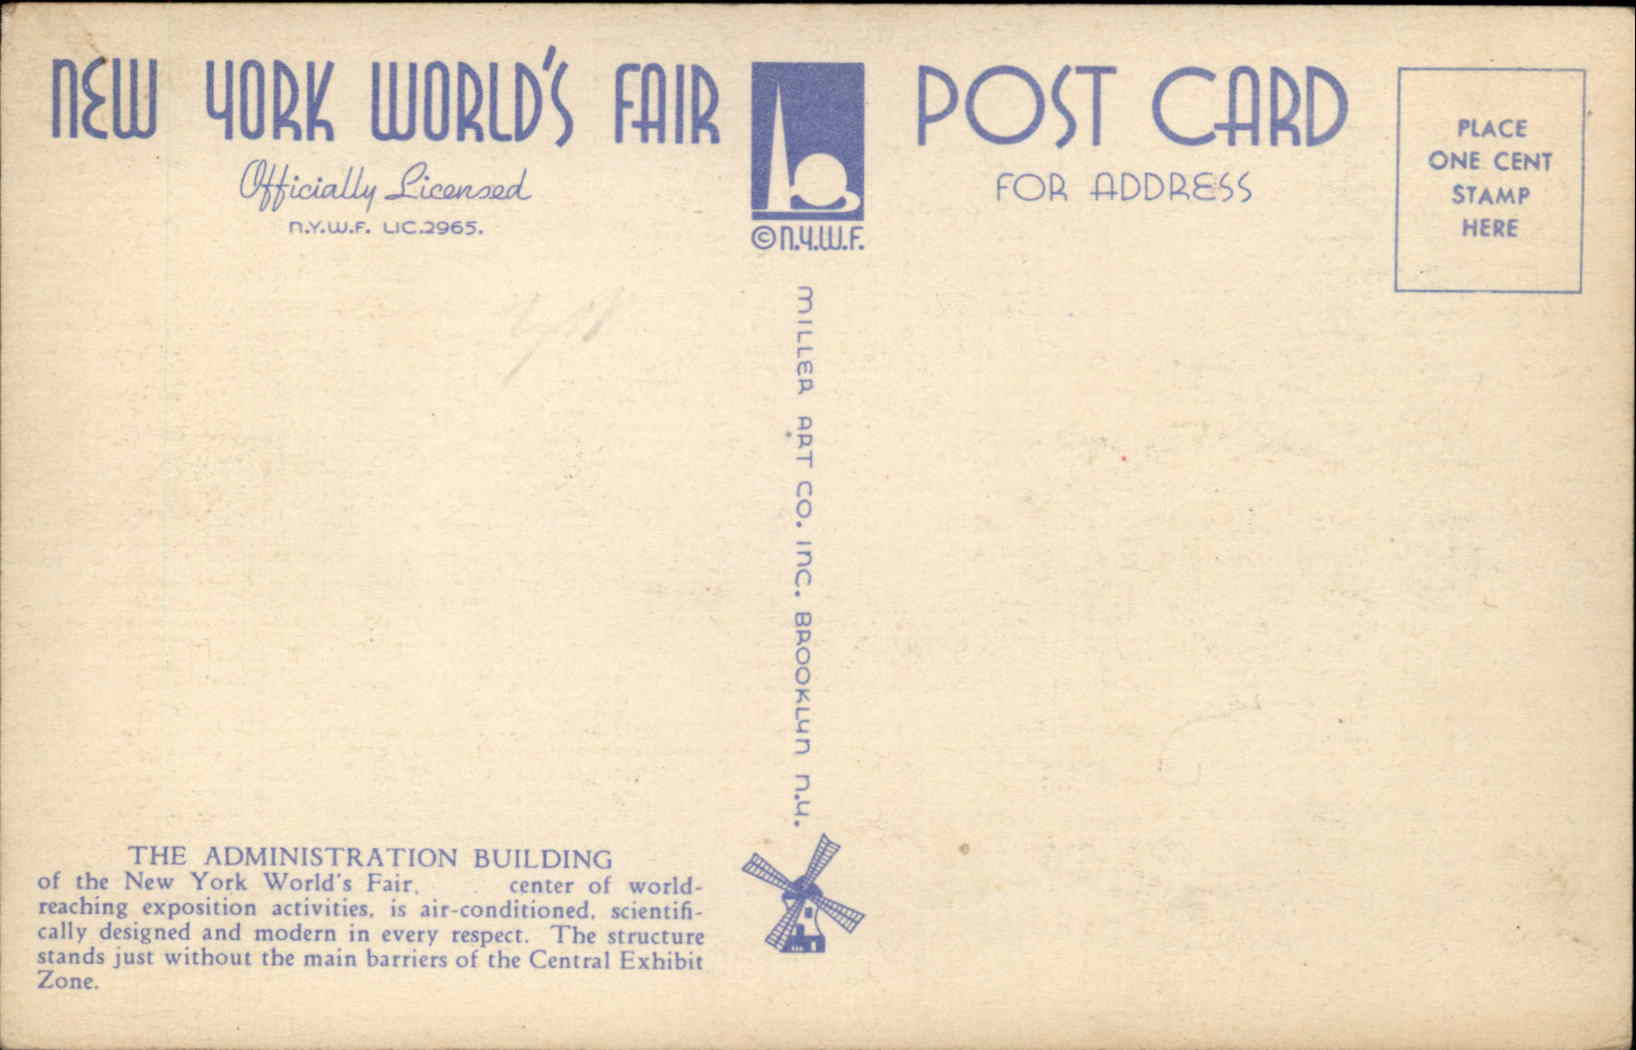 NEW YORK WORLD'S FAIR
Officially Licensed
N.Y.W.F. LIC.2965.
©N.Y.W.F.
POST CARD
FOR ADDRESS
PLACE
ONE CENT
STAMP
HERE
MILLER ART CO. INC. BROOKLYN N.Y.
THE ADMINISTRATION BUILDING
of the New York World's Fair, center of world-
reaching exposition activities, is air-conditioned, scientifi-
cally designed and modern in every respect. The structure
stands just without the main barriers of the Central Exhibit
Zone.